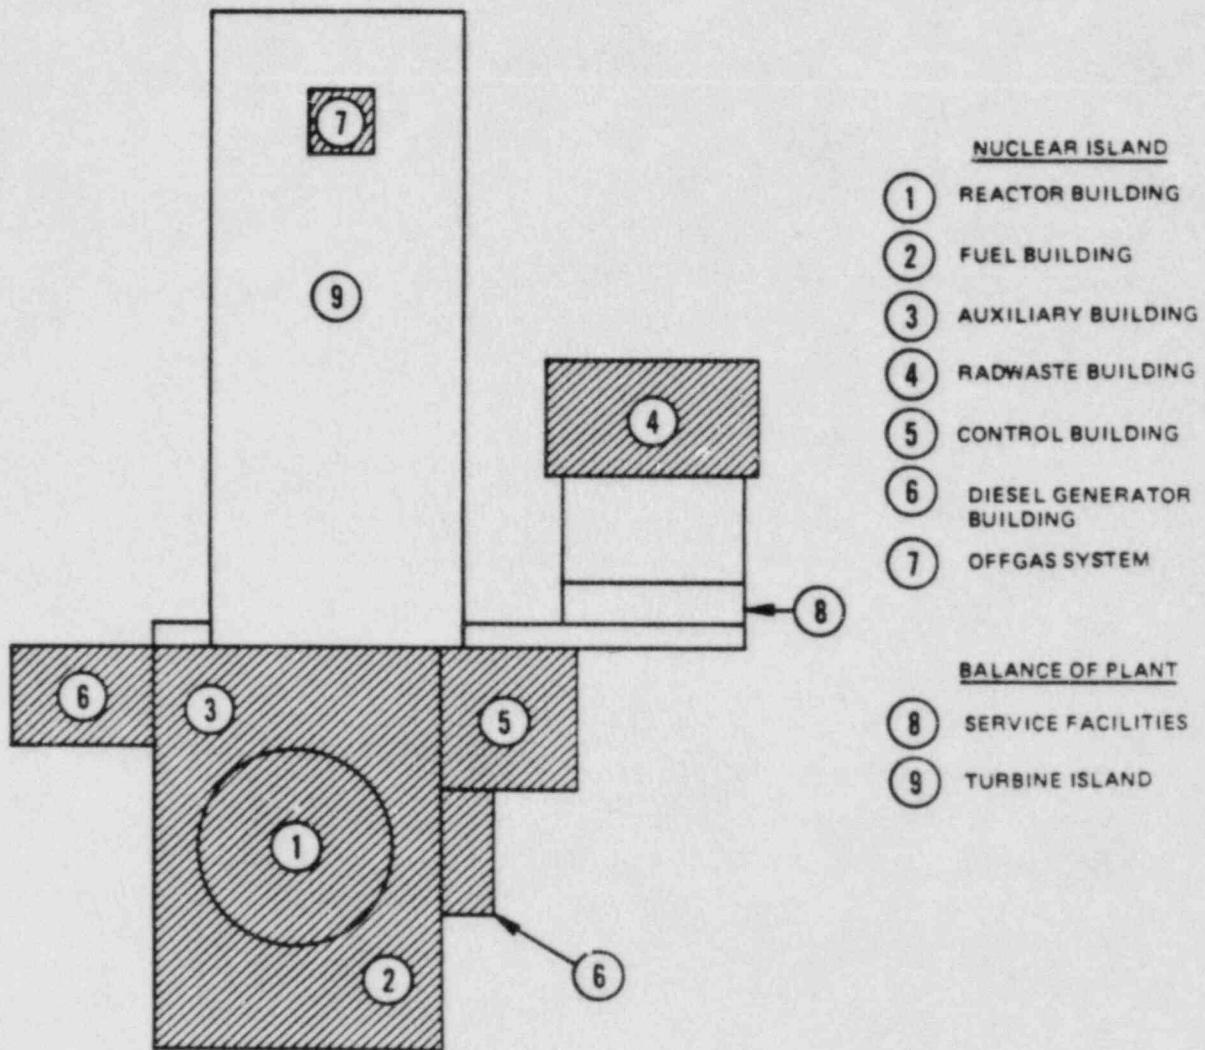 7
9
4
8
6
3
5
1
2
6
NUCLEAR ISLAND
1 REACTOR BUILDING
2 FUEL BUILDING
3 AUXILIARY BUILDING
4 RADWASTE BUILDING
5 CONTROL BUILDING
6 DIESEL GENERATOR
BUILDING
7 OFFGAS SYSTEM
BALANCE OF PLANT
8 SERVICE FACILITIES
9 TURBINE ISLAND